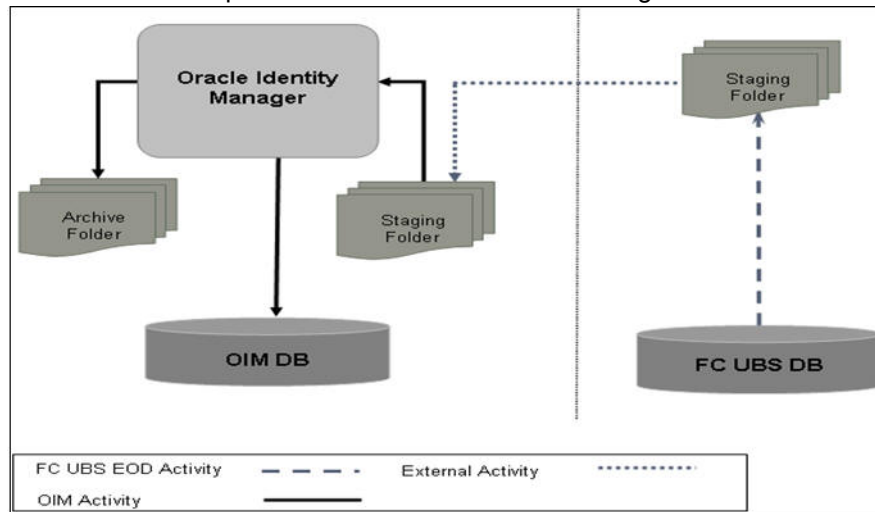 Oracle Identity
Manager
Staging
Folder
Archive
Folder
Staging
Folder
OIM DB
FC UBS DB
FC UBS EOD Activity
External Activity
OIM Activity